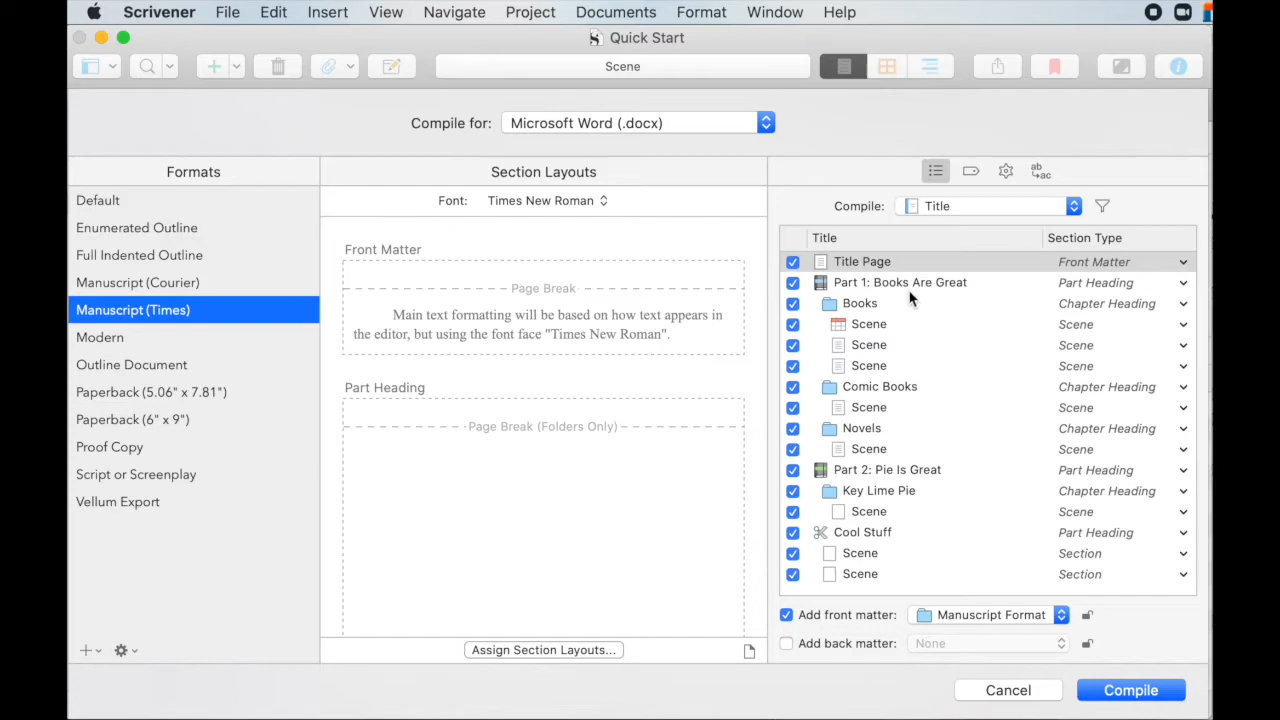 Scrivener File Edit Insert View Navigate Project Documents Format Window Help
Quick Start
Scene
Compile for: Microsoft Word (.docx)
Formats
Default
Enumerated Outline
Full Indented Outline
Manuscript (Courier)
Manuscript (Times)
Modern
Outline Document
Paperback (5.06" x 7.81")
Paperback (6" x 9")
Proof Copy
Script or Screenplay
Vellum Export
Section Layouts
Font: Times New Roman
Front Matter
Page Break
Main text formatting will be based on how text appears in
the editor, but using the font face "Times New Roman".
Part Heading
Page Break (Folders Only)
Assign Section Layouts...
ab
ac
Compile: Title
Title Section Type
Title Page Front Matter
Part 1: Books Are Great Part Heading
Books Chapter Heading
Scene Scene
Scene Scene
Scene Scene
Comic Books Chapter Heading
Scene Scene
Novels Chapter Heading
Scene Scene
Part 2: Pie Is Great Part Heading
Key Lime Pie Chapter Heading
Scene Scene
Cool Stuff Part Heading
Scene Section
Scene Section
Add front matter: Manuscript Format
Add back matter: None
Cancel Compile